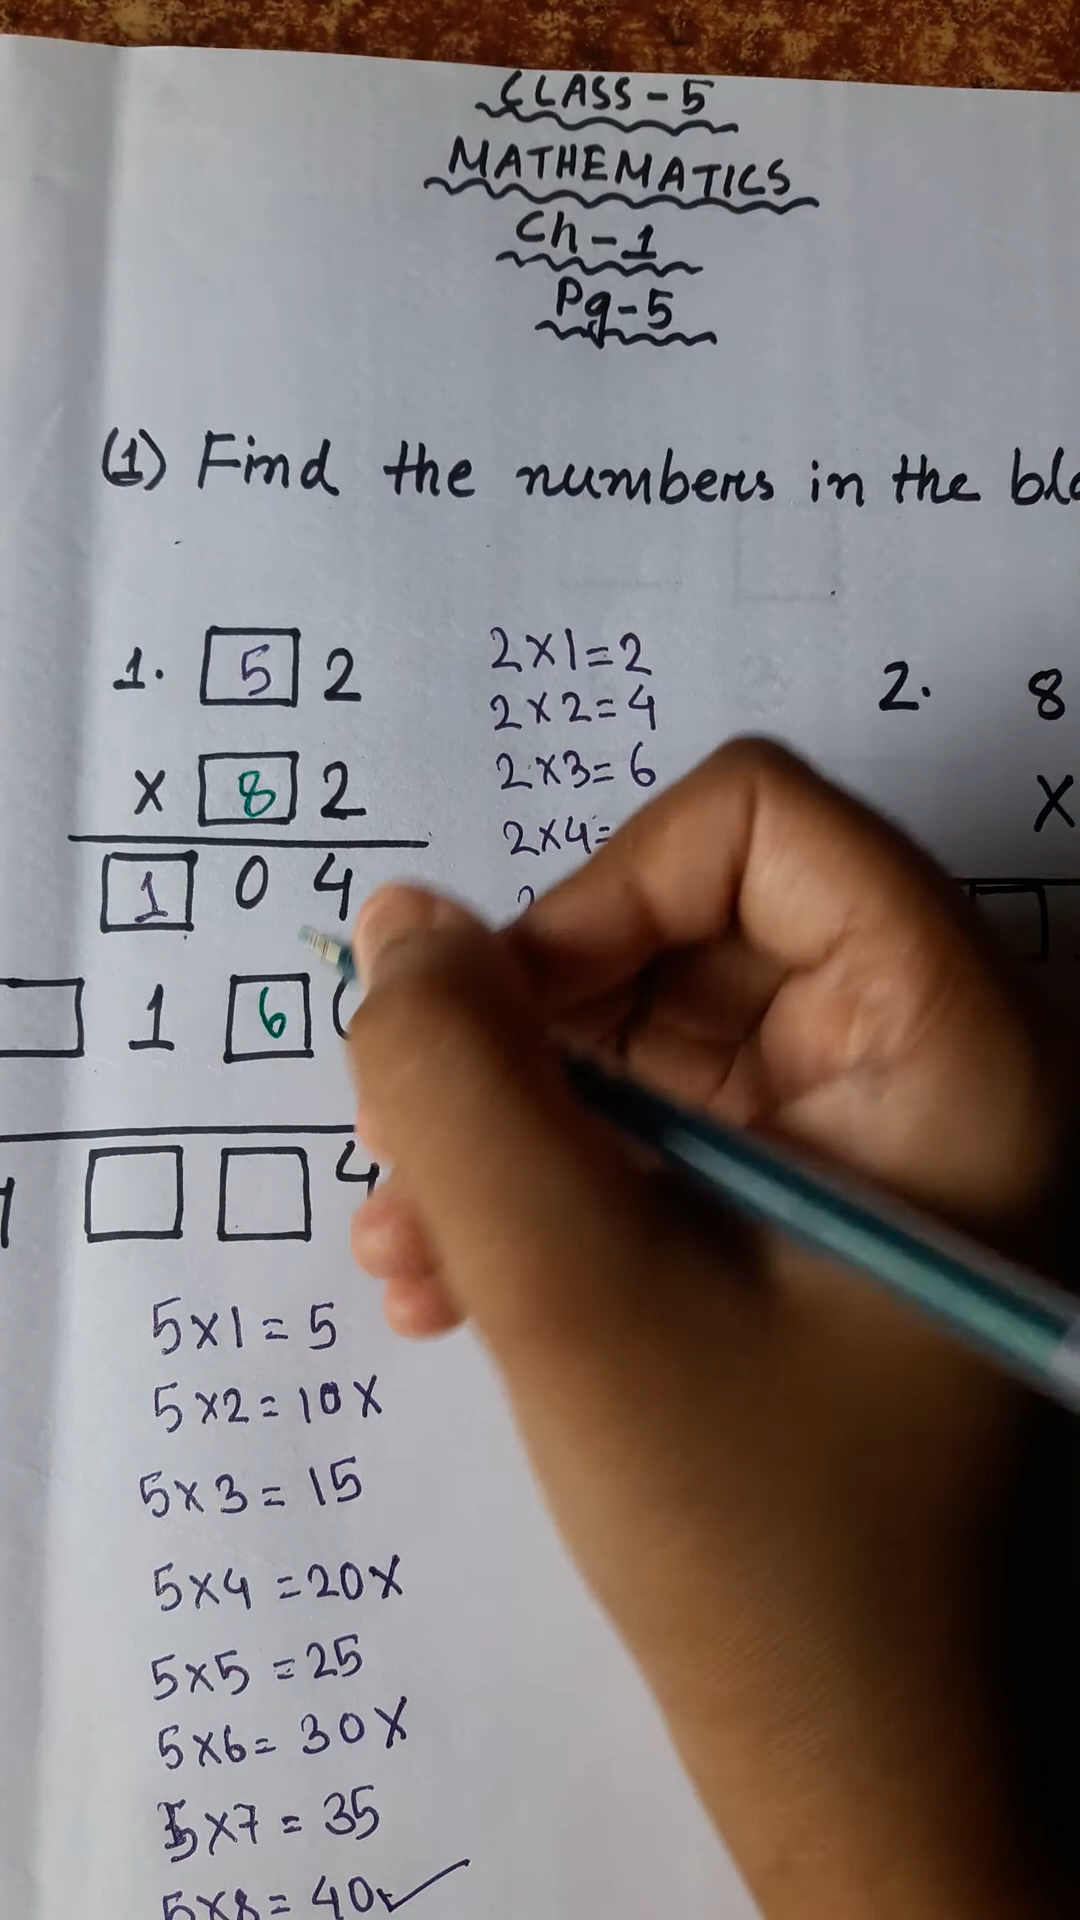 CLASS-5
MATHEMATICS
Ch-1
Pg-5
(1) Find the numbers in the
1. 5 2
x 8 2
1 0 4
1 6
4
2x1=2
2x2=4
2x3=6
2x4=
2
2. 8
x
5x1=5
5x2=10x
5x3=15
5x4=20x
5x5=25
5x6=30x
5x7=35
5x8=40✓